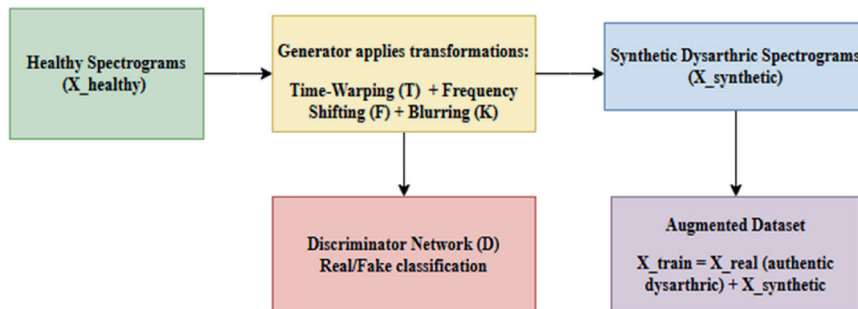 Healthy Spectrograms
(X_healthy)
Generator applies transformations:
Time-Warping (T) + Frequency
Shifting (F) + Blurring (K)
Synthetic Dysarthric Spectrograms
(X_synthetic)
Discriminator Network (D)
Real/Fake classification
Augmented Dataset
X_train = X_real (authentic
dysarthric) + X_synthetic